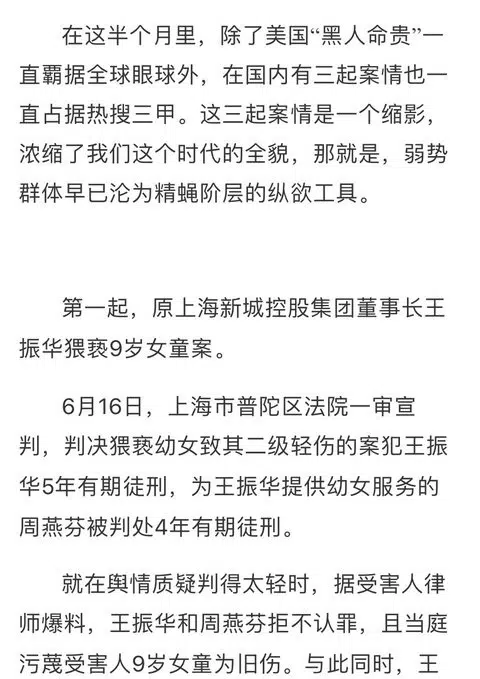 在这半个月里，除了美国“黑人命贵”一
直霸据全球眼球外，在国内有三起案情也一
直占据热搜三甲。这三起案情是一个缩影，
浓缩了我们这个时代的全貌，那就是，弱势
群体早已沦为精蝇阶层的纵欲工具。
第一起，原上海新城控股集团董事长王
振华猥亵9岁女童案。
6月16日，上海市普陀区法院一审宣
判，判决猥亵幼女致其二级轻伤的案犯王振
华5年有期徒刑，为王振华提供幼女服务的
周燕芬被判处4年有期徒刑。
就在舆情质疑判得太轻时，据受害人律
师爆料，王振华和周燕芬拒不认罪，且当庭
污蔑受害人9岁女童为旧伤。与此同时，王